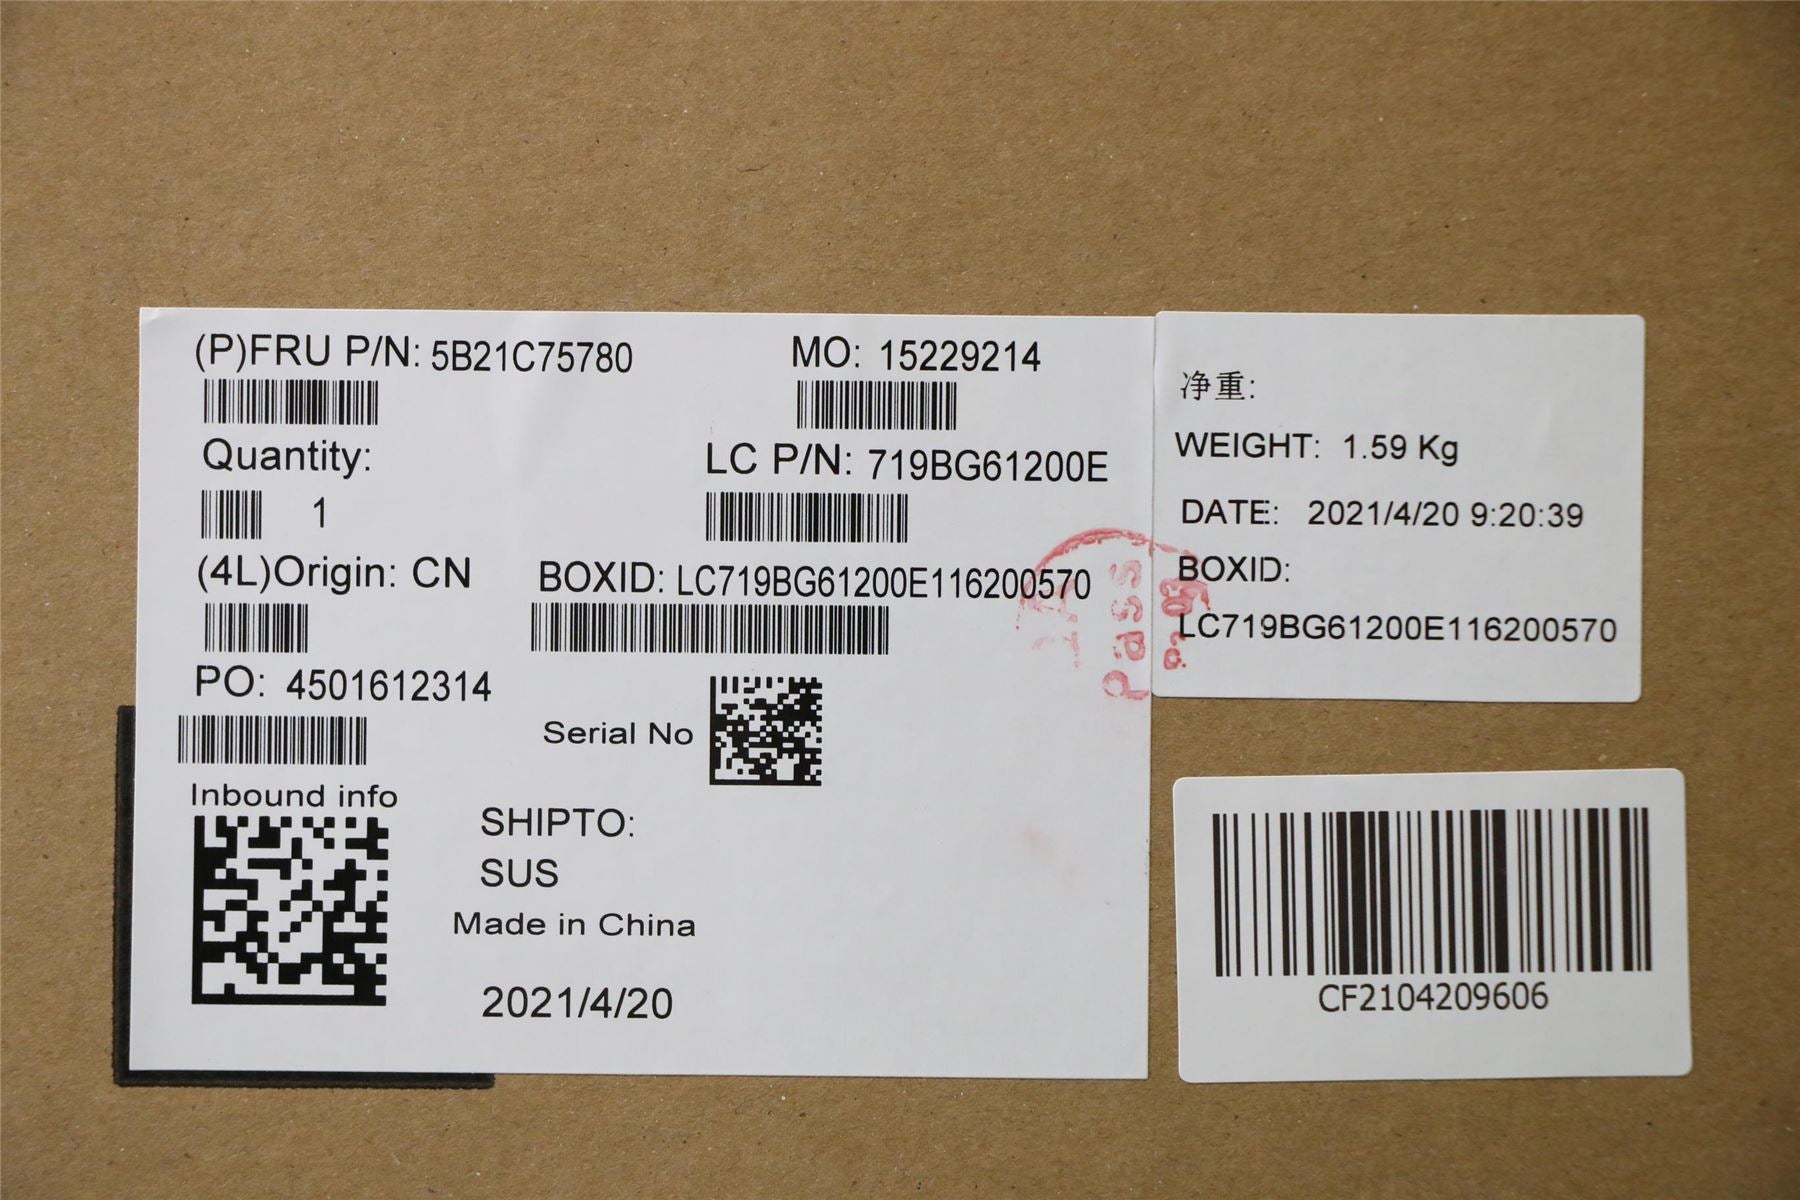 (P)FRU P/N: 5B21C75780
MO: 15229214
Quantity:
1
LC P/N: 719BG61200E
(4L)Origin: CN
BOXID: LC719BG61200E116200570
PO: 4501612314
Serial No
Inbound info
SHIPTO:
SUS
Made in China
2021/4/20
Pass
净重:
WEIGHT: 1.59 Kg
DATE: 2021/4/20 9:20:39
BOXID:
LC719BG61200E116200570
CF2104209606